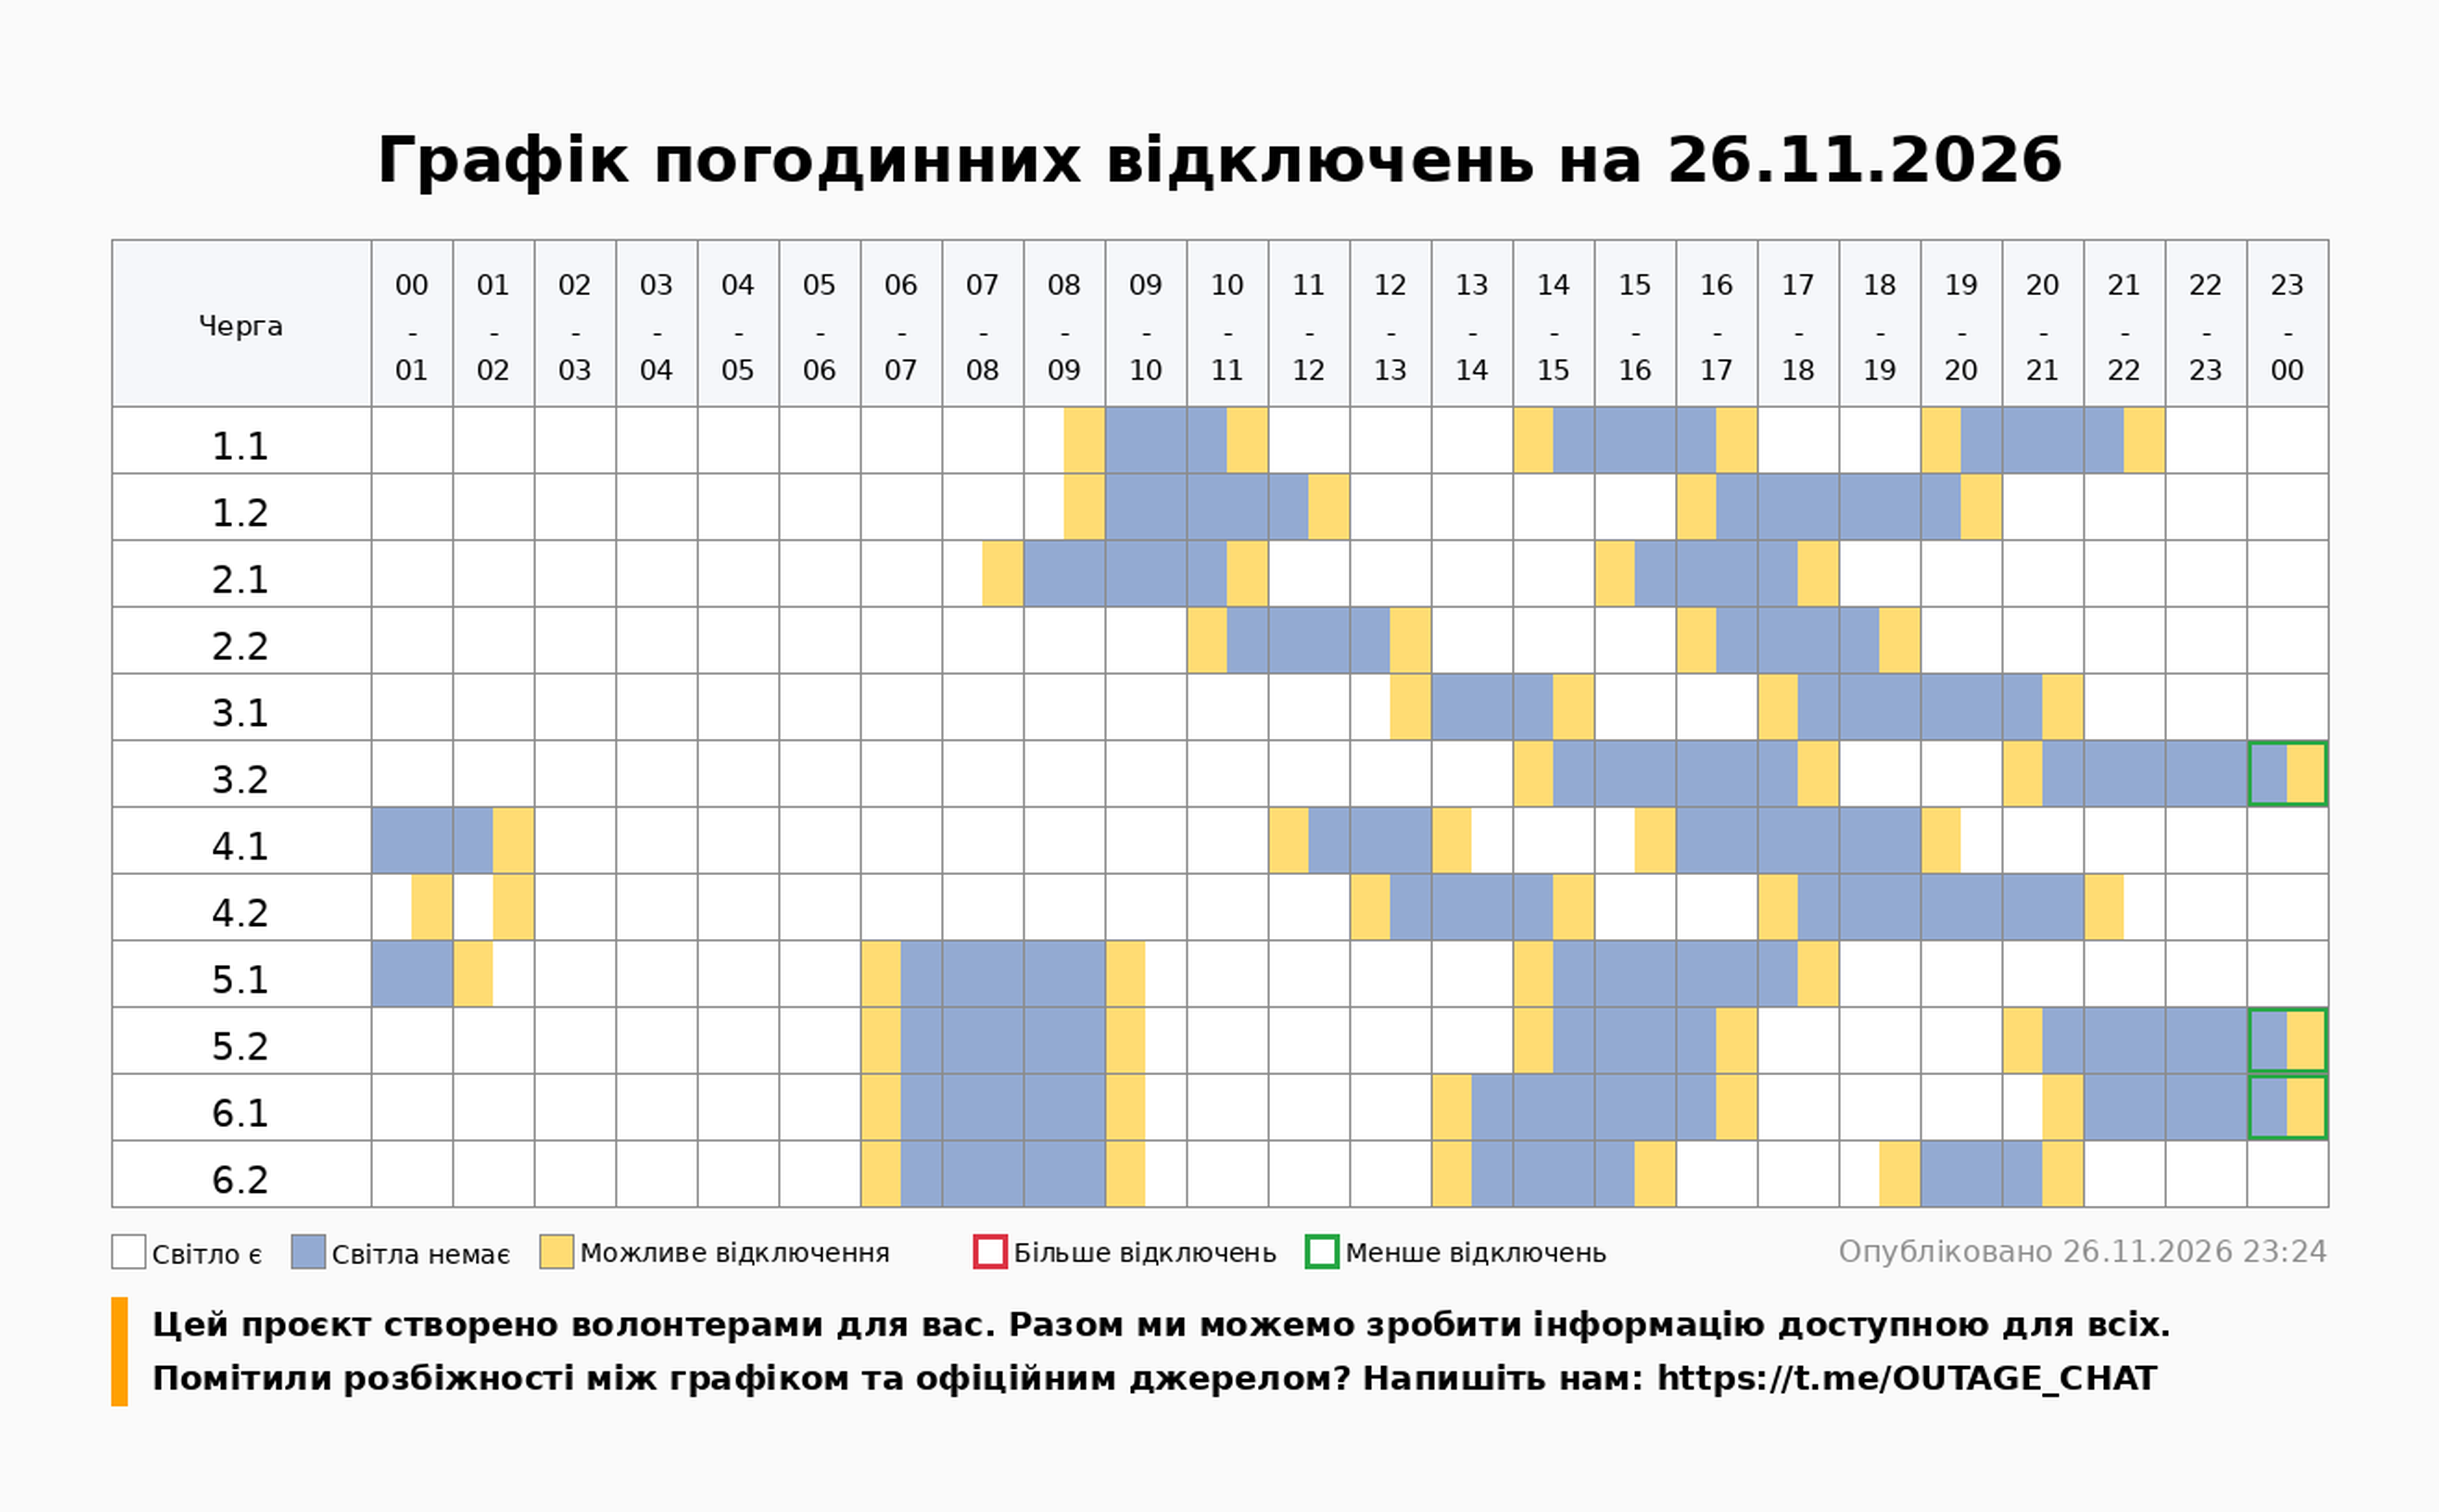 Графік погодинних відключень на 26.11.2026
Черга 00 - 01 01 - 02 02 - 03 03 - 04 04 - 05 05 - 06 06 - 07 07 - 08 08 - 09 09 - 10 10 - 11 11 - 12 12 - 13 13 - 14 14 - 15 15 - 16 16 - 17 17 - 18 18 - 19 19 - 20 20 - 21 21 - 22 22 - 23 23 - 00
1.1
1.2
2.1
2.2
3.1
3.2
4.1
4.2
5.1
5.2
6.1
6.2
Світло є Світла немає Можливе відключення Більше відключень Менше відключень Опубліковано 26.11.2026 23:24
Цей проєкт створено волонтерами для вас. Разом ми можемо зробити інформацію доступною для всіх.
Помітили розбіжності між графіком та офіційним джерелом? Напишіть нам: https://t.me/OUTAGE_CHAT